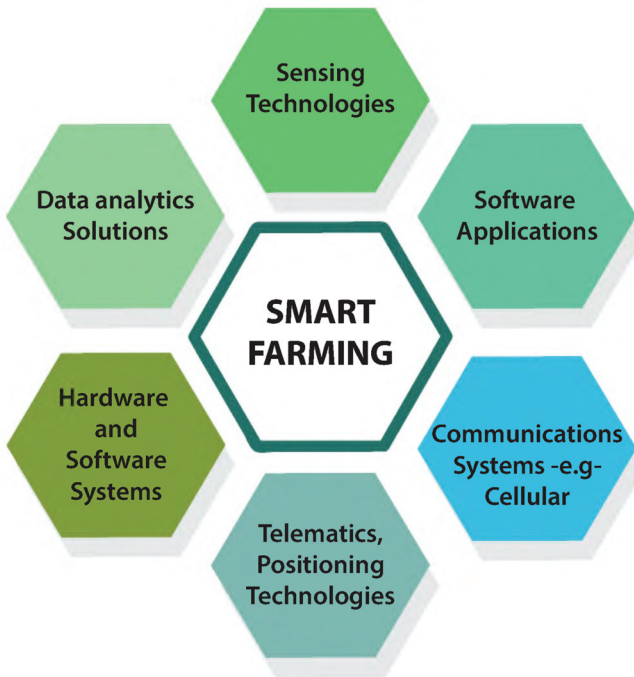 Sensing
Technologies
Data analytics
Solutions
Software
Applications
SMART
FARMING
Hardware
and
Software
Systems
Communications
Systems -e.g-
Cellular
Telematics,
Positioning
Technologies